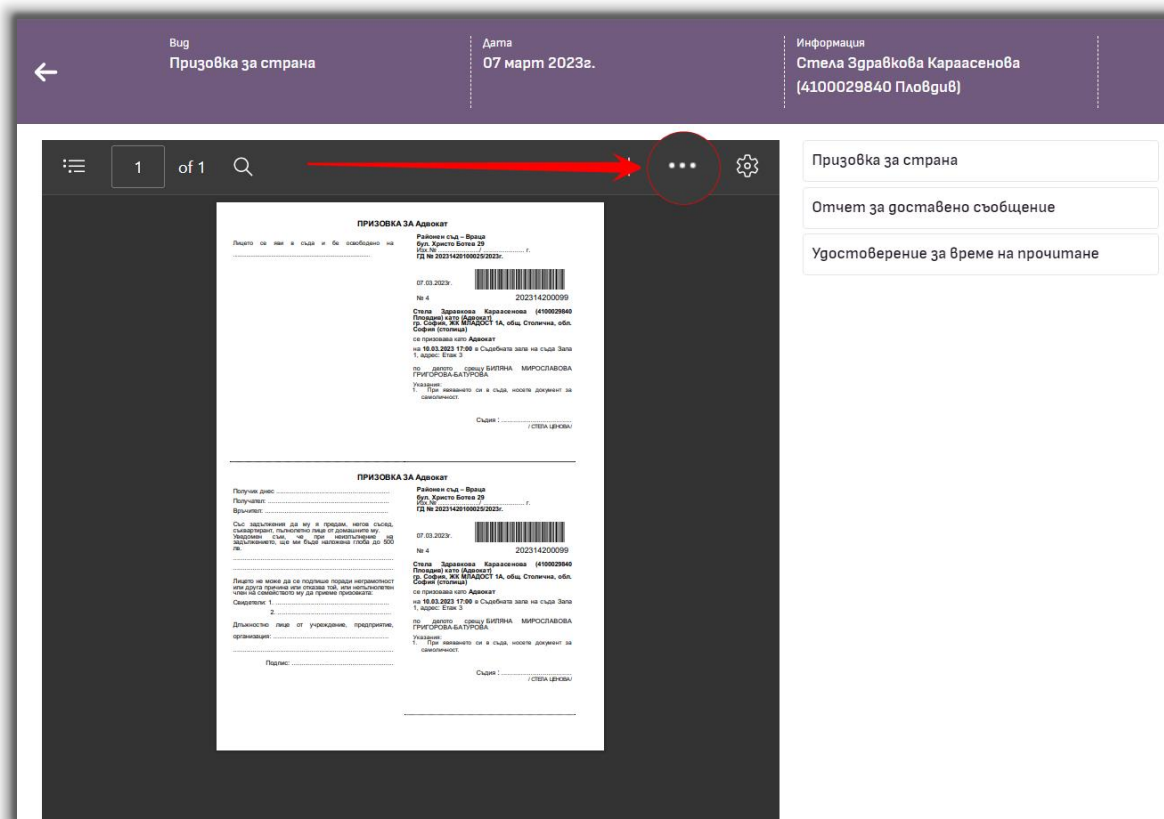 Вид
Призовка за страна
Дата
07 март 2023г.
Информация
Стела Здравкова Караасенова
(4100029840 Пловдив)
1 of 1
Призовка за страна
Отчет за доставено съобщение
Удостоверение за време на прочитане
ПРИЗОВКА ЗА Адвокат
Лицето се яви в съда и бе освободено на
Районен съд – Враца
бул. Христо Ботев 29
Изх.№ ................./ ..................... г.
ГД № 20231420100025/2023г.
07.03.2023г.
№ 4 202314200099
Стела Здравкова Караасенова (4100029840
Пловдив) като (Адвокат)
гр. София, ЖК МЛАДОСТ 1А, общ. Столична, обл.
София (столица)
се призовава като Адвокат
на 10.03.2023 17:00 в Съдебната зала на съда Зала
1, адрес: Етаж 3
по делото срещу БИЛЯНА МИРОСЛАВОВА
ГРИГОРОВА-БАТУРОВА
Указания:
1. При явяването си в съда, носете документ за
самоличност.
Съдия : ....................................
/ СТЕЛА ЦЕНОВА/
ПРИЗОВКА ЗА Адвокат
Получих днес ..........................................................
Получател: ..............................................................
Връчител: ................................................................
Със задължение да му я предам, негов съсед,
съквартирант, пълнолетно лице от домашните му.
Уведомен съм, че при неизпълнение на
задължението, ще ми бъде наложена глоба до 500
лв.
Лицето не може да се подпише поради неграмотност
или друга причина или отказва той, или непълнолетен
член на семейството му да приеме призовката:
Свидетели: 1. ...........................................................
2. ...........................................................
Длъжностно лице от учреждение, предприятие,
организация: ...........................................................
Подпис: ....................................................
Районен съд – Враца
бул. Христо Ботев 29
Изх.№ ................./ ..................... г.
ГД № 20231420100025/2023г.
07.03.2023г.
№ 4 202314200099
Стела Здравкова Караасенова (4100029840
Пловдив) като (Адвокат)
гр. София, ЖК МЛАДОСТ 1А, общ. Столична, обл.
София (столица)
се призовава като Адвокат
на 10.03.2023 17:00 в Съдебната зала на съда Зала
1, адрес: Етаж 3
по делото срещу БИЛЯНА МИРОСЛАВОВА
ГРИГОРОВА-БАТУРОВА
Указания:
1. При явяването си в съда, носете документ за
самоличност.
Съдия : ....................................
/ СТЕЛА ЦЕНОВА/